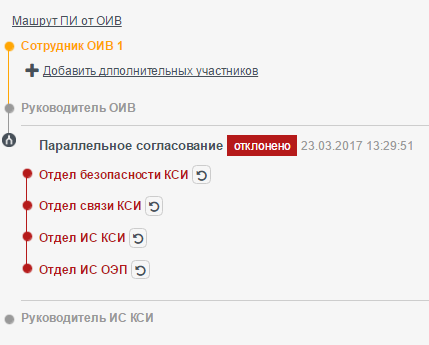 Машрут ПИ от ОИВ
Сотрудник ОИВ 1
Добавить длполнительных участников
Руководитель ОИВ
Параллельное согласование отклонено 23.03.2017 13:29:51
Отдел безопасности КСИ
Отдел связи КСИ
Отдел ИС КСИ
Отдел ИС ОЭП
Руководитель ИС КСИ